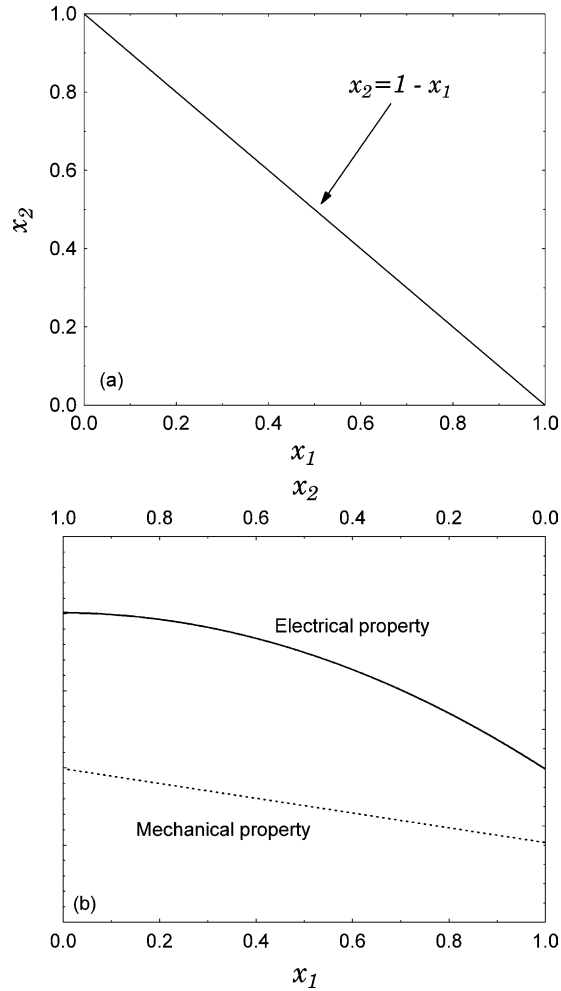 1.0
x2=1 - x1
0.8
0.6
x2
0.4
0.2
(a)
0.0
0.0 0.2 0.4 0.6 0.8 1.0
x1
x2
1.0 0.8 0.6 0.4 0.2 0.0
Electrical property
Mechanical property
(b)
0.0 0.2 0.4 0.6 0.8 1.0
x1